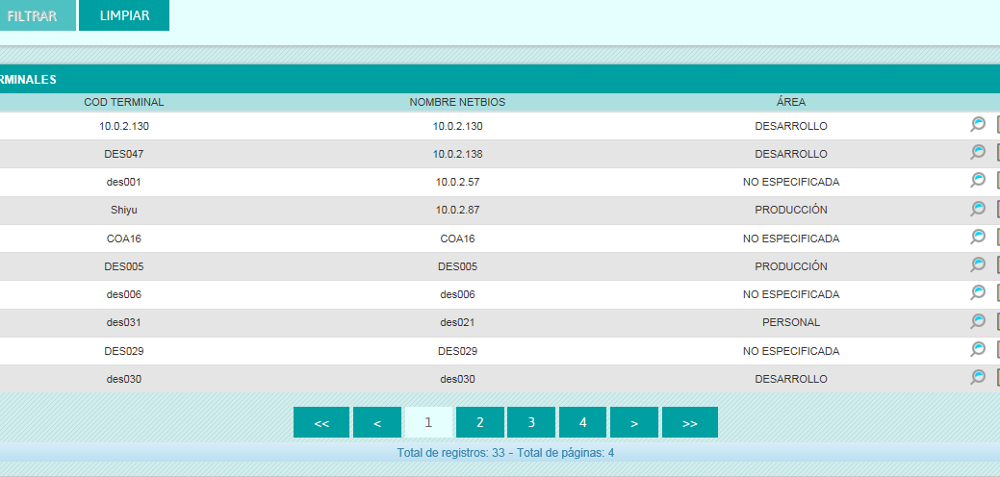 FILTRAR LIMPIAR
RMINALES
COD TERMINAL NOMBRE NETBIOS ÁREA
10.0.2.130 10.0.2.130 DESARROLLO
DES047 10.0.2.138 DESARROLLO
des001 10.0.2.57 NO ESPECIFICADA
Shiyu 10.0.2.87 PRODUCCIÓN
COA16 COA16 NO ESPECIFICADA
DES005 DES005 PRODUCCIÓN
des006 des006 NO ESPECIFICADA
des031 des021 PERSONAL
DES029 DES029 NO ESPECIFICADA
des030 des030 DESARROLLO
<< < 1 2 3 4 > >>
Total de registros: 33 - Total de páginas: 4